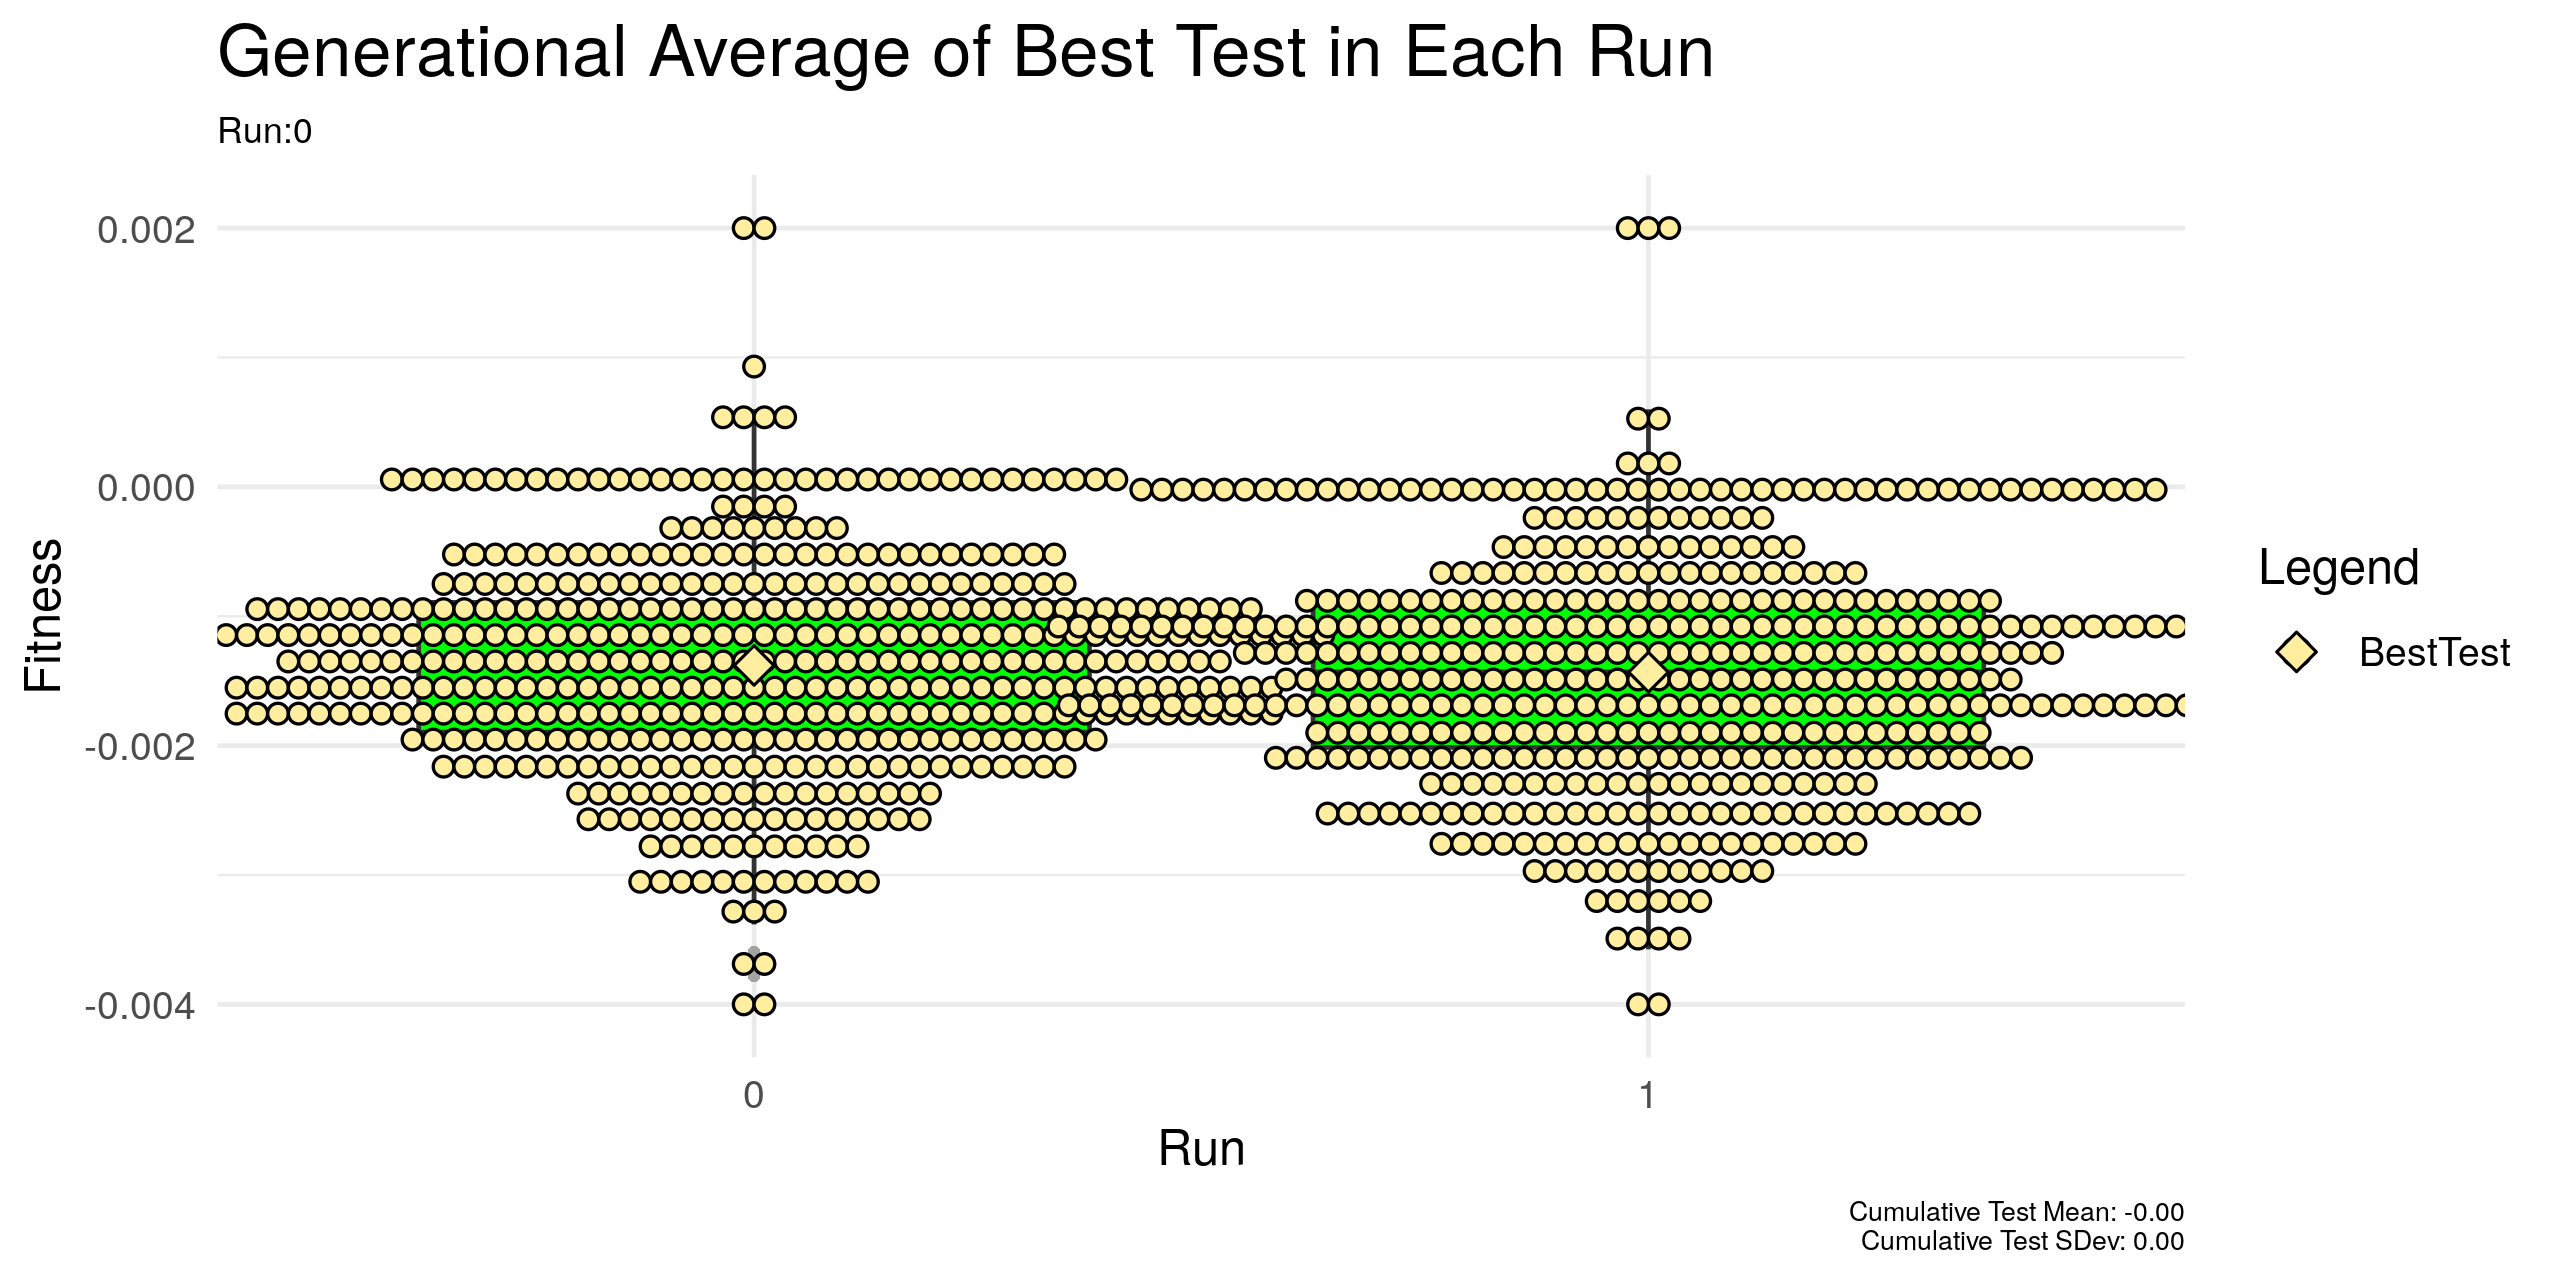 Generational Average of Best Test in Each Run
Run:0
Fitness
0.002
0.000
-0.002
-0.004
0
1
Run
Legend
BestTest
Cumulative Test Mean: -0.00
Cumulative Test SDev: 0.00